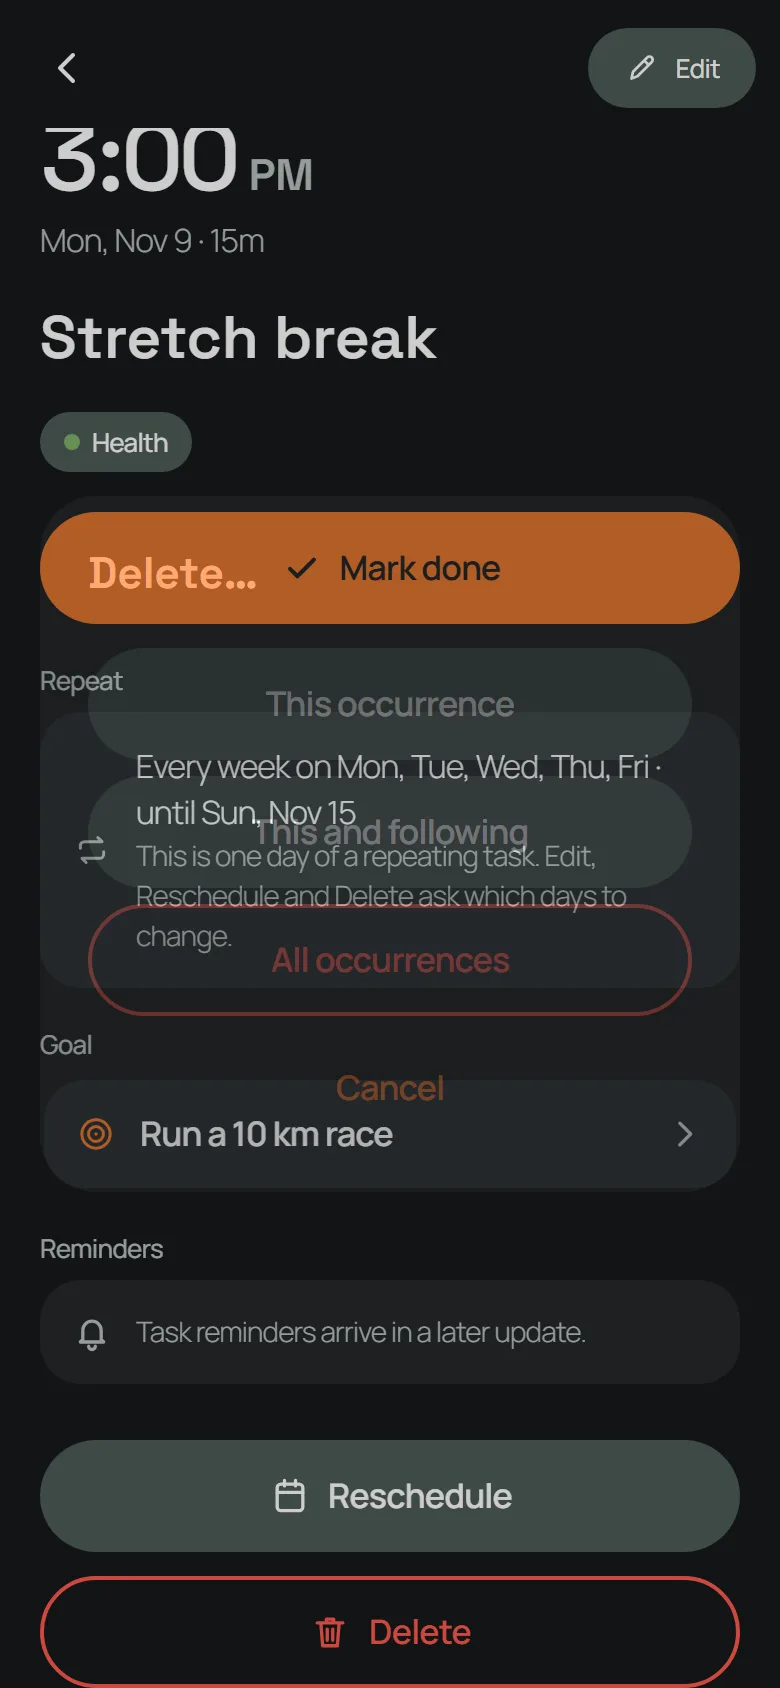 Edit
3:00 PM
Mon, Nov 9 · 15m
Stretch break
Health
Delete...
Mark done
Repeat
This occurrence
Every week on Mon, Tue, Wed, Thu, Fri ·
until Sun, Nov 15
This and following
This is one day of a repeating task. Edit,
Reschedule and Delete ask which days to
change.
All occurrences
Goal
Cancel
Run a 10 km race
Reminders
Task reminders arrive in a later update.
Reschedule
Delete